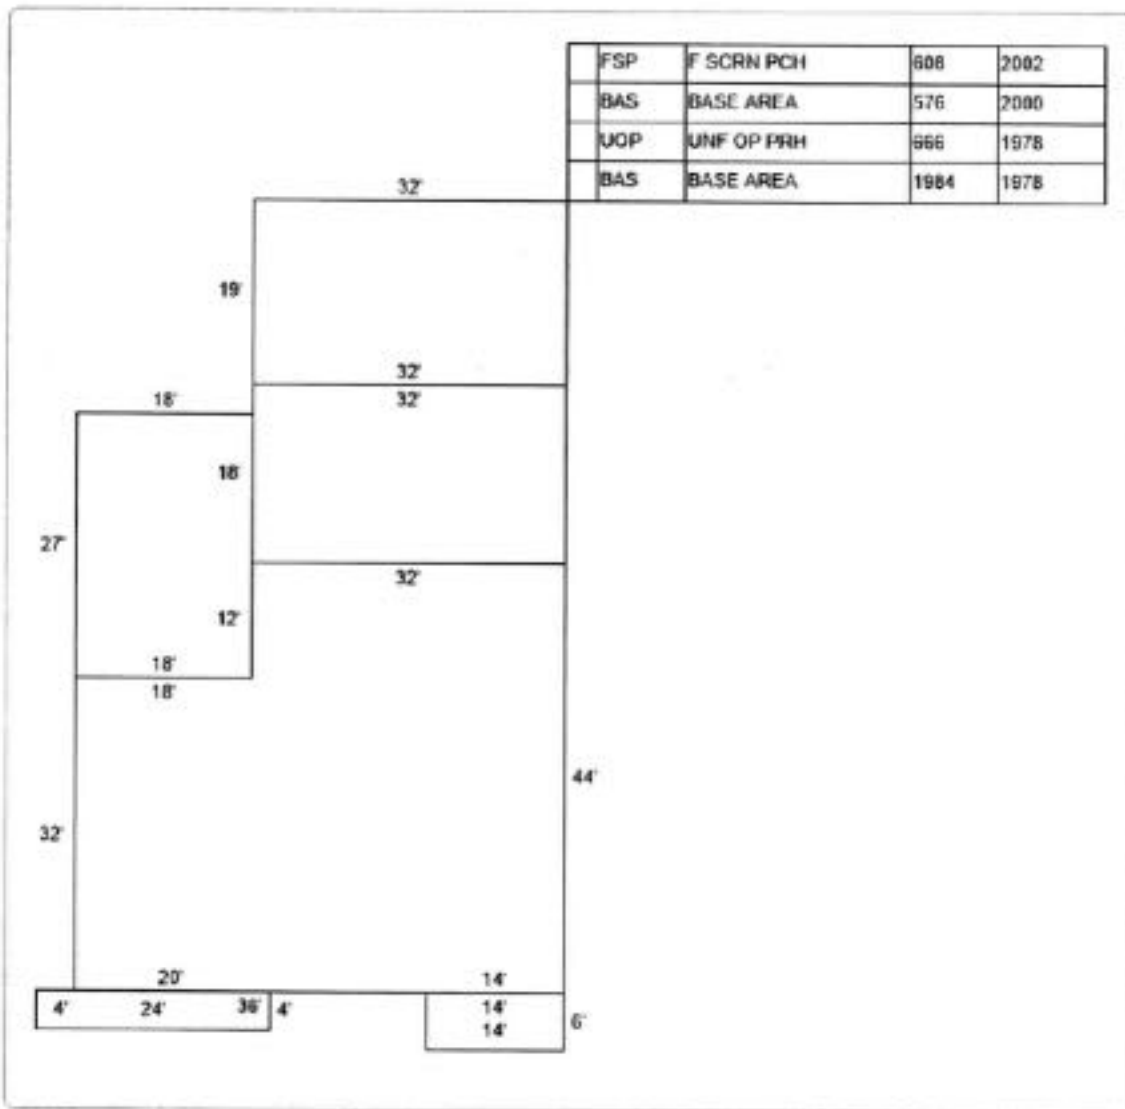 FSP F SCRN PCH 608 2002
BAS BASE AREA 576 2000
UOP UNF OP PRH 666 1978
BAS BASE AREA 1984 1978
32'
19'
32'
18' 32'
18'
27'
32'
12'
18'
18'
44'
32'
20' 14'
4' 24' 36' 4' 14' 6'
14'